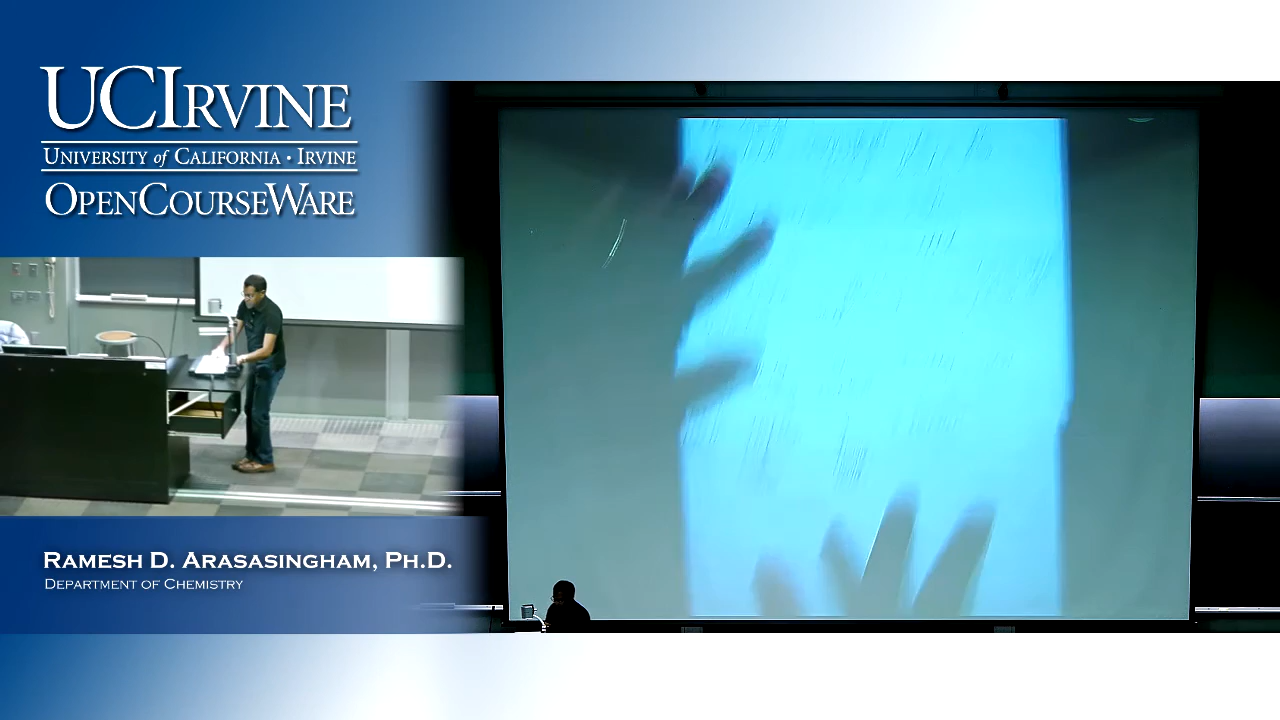 UCIRVINE
UNIVERSITY of CALIFORNIA · IRVINE
OPENCOURSEWARE
RAMESH D. ARASASINGHAM, PH.D.
DEPARTMENT OF CHEMISTRY